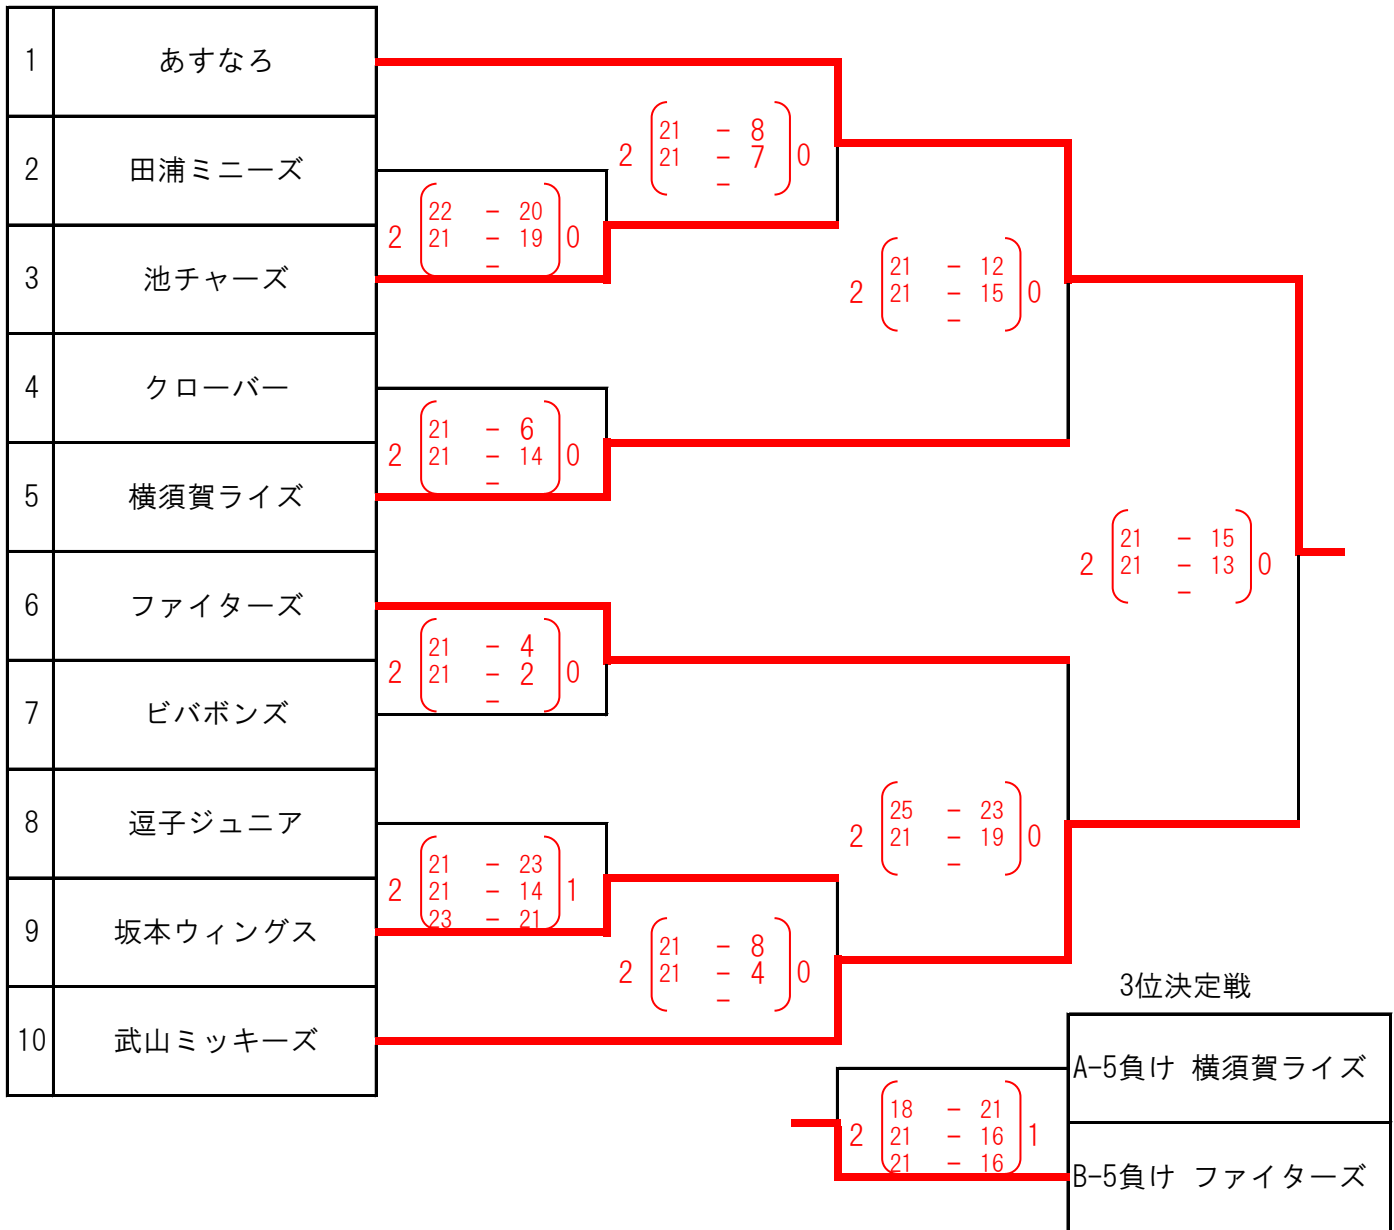 1 あすなろ
2 田浦ミニーズ
3 池チャーズ
4 クローバー
5 横須賀ライズ
6 ファイターズ
7 ビバボンズ
8 逗子ジュニア
9 坂本ウィングス
10 武山ミッキーズ
2 22 - 20 0
21 - 19
-
2 21 - 6 0
21 - 14
-
2 21 - 4 0
21 - 2
-
2 21 - 23 1
21 - 14
23 - 21
2 21 - 8 0
21 - 7
-
2 21 - 8 0
21 - 4
-
2 21 - 12 0
21 - 15
-
2 25 - 23 0
21 - 19
-
2 21 - 15 0
21 - 13
-
3位決定戦
A-5負け 横須賀ライズ
B-5負け ファイターズ
2 18 - 21 1
21 - 16
21 - 16